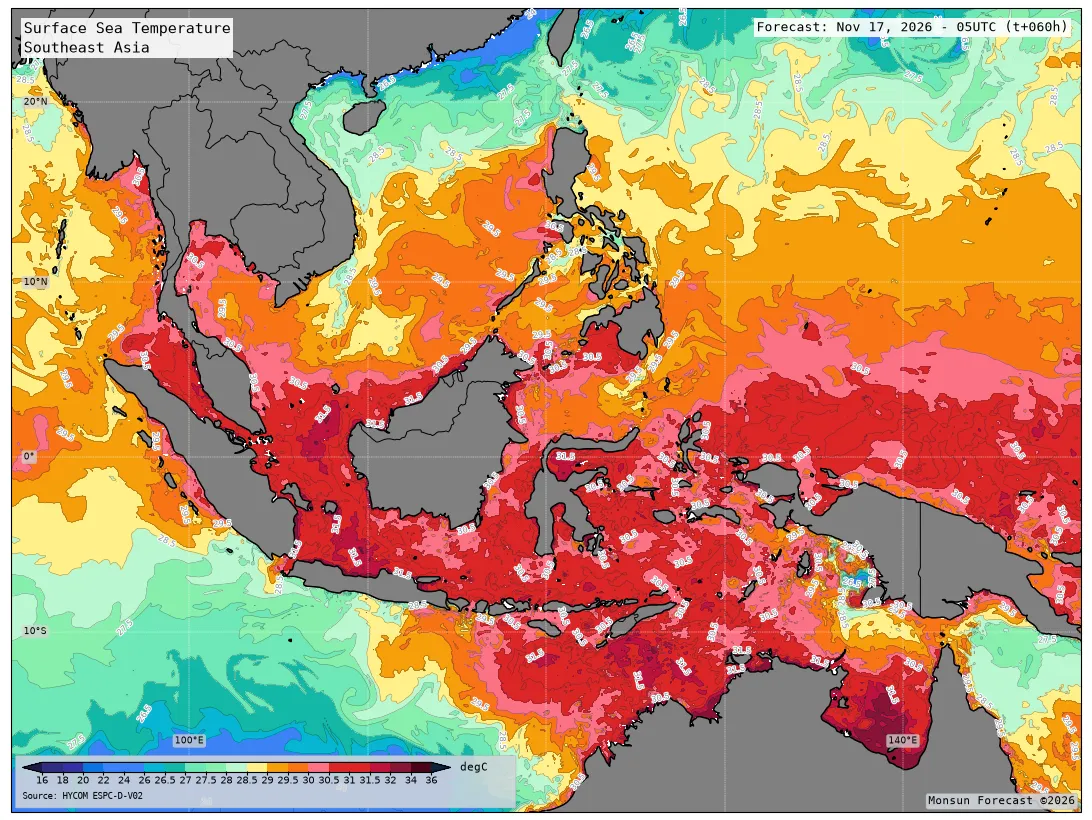 Surface Sea Temperature
Southeast Asia
Forecast: Nov 17, 2026 - 05UTC (t+060h)
20°N
10°N
0°
10°S
100°E
140°E
16 18 20 22 24 26 26.5 27 27.5 28 28.5 29 29.5 30 30.5 31 31.5 32 33 34 36 degC
Source: HYCOM ESPC-D-V02
Monsun Forecast ©2026